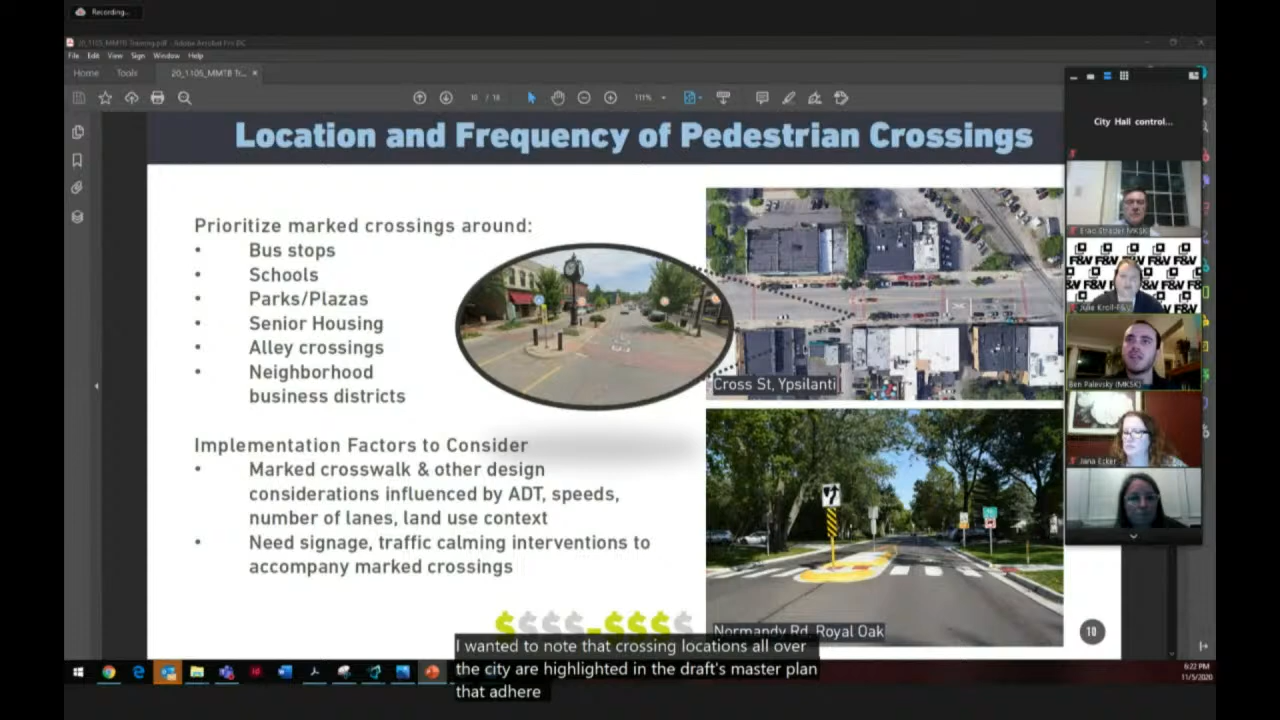 Recording...
20_1105_MMTB Training.pdf - Adobe Acrobat Pro DC
File Edit View Sign Window Help
Home Tools 20_1105_MMTB Tr... ×
10 / 18 111%
City Hall control...
Location and Frequency of Pedestrian Crossings
Prioritize marked crossings around:
• Bus stops
• Schools
• Parks/Plazas
• Senior Housing
• Alley crossings
• Neighborhood
business districts
Implementation Factors to Consider
• Marked crosswalk & other design
considerations influenced by ADT, speeds,
number of lanes, land use context
• Need signage, traffic calming interventions to
accompany marked crossings
$$$$-$$$$
Cross St, Ypsilanti
Normandy Rd, Royal Oak
10
F&V F&V
Julie Kroll-F&V
Ben Palevsky (MKSK)
Jana Ecker
I wanted to note that crossing locations all over
the city are highlighted in the draft's master plan
that adhere
6:22 PM
11/5/2020